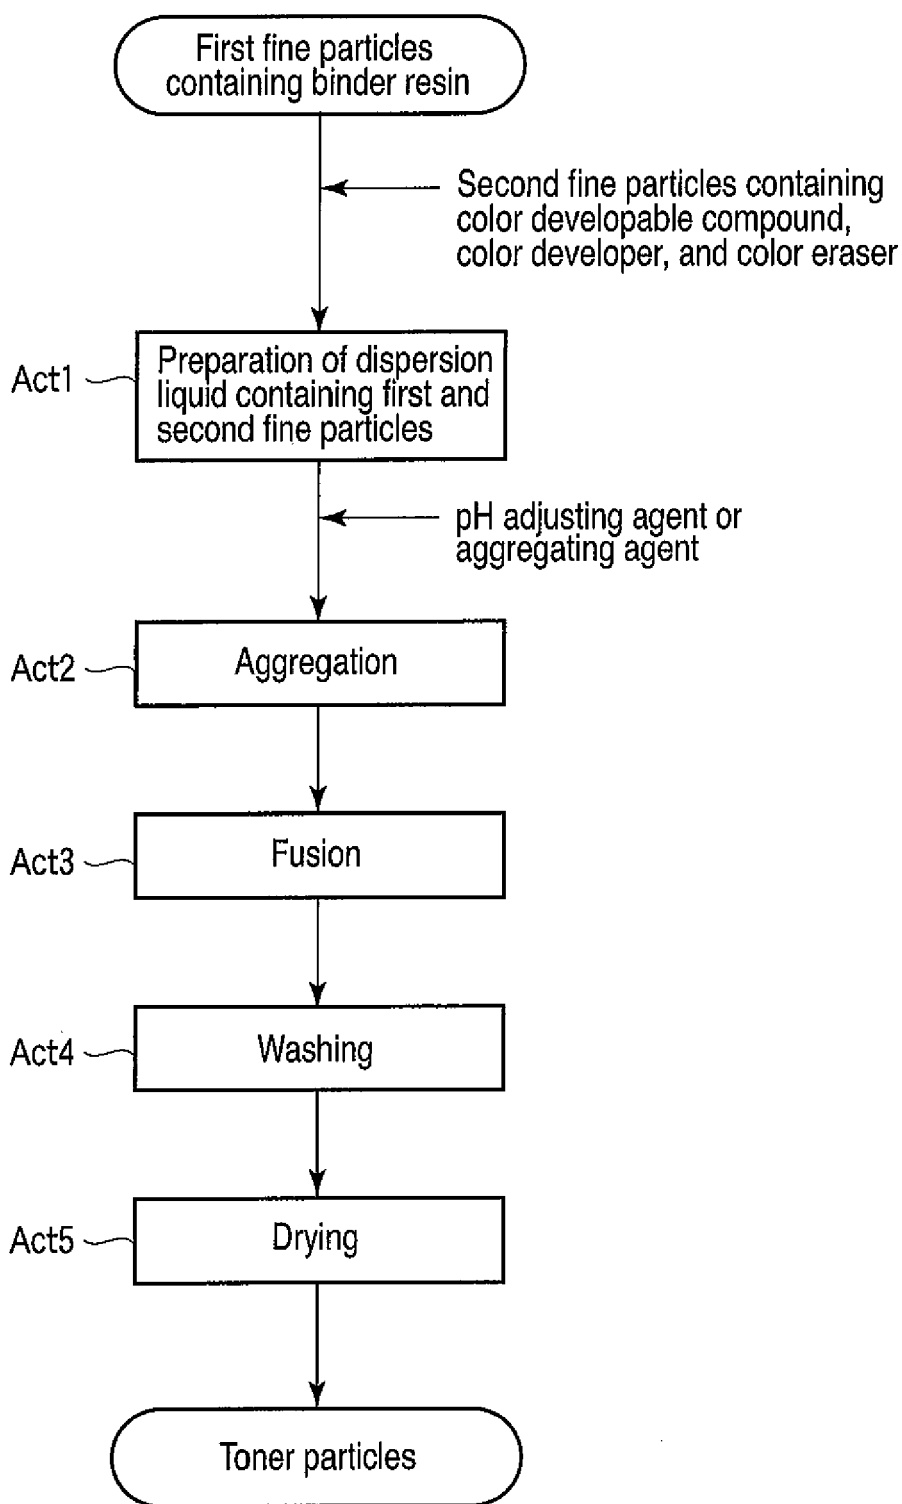 First fine particles
containing binder resin
Second fine particles containing
color developable compound,
color developer, and color eraser
Act1
Preparation of dispersion
liquid containing first and
second fine particles
pH adjusting agent or
aggregating agent
Act2
Aggregation
Act3
Fusion
Act4
Washing
Act5
Drying
Toner particles